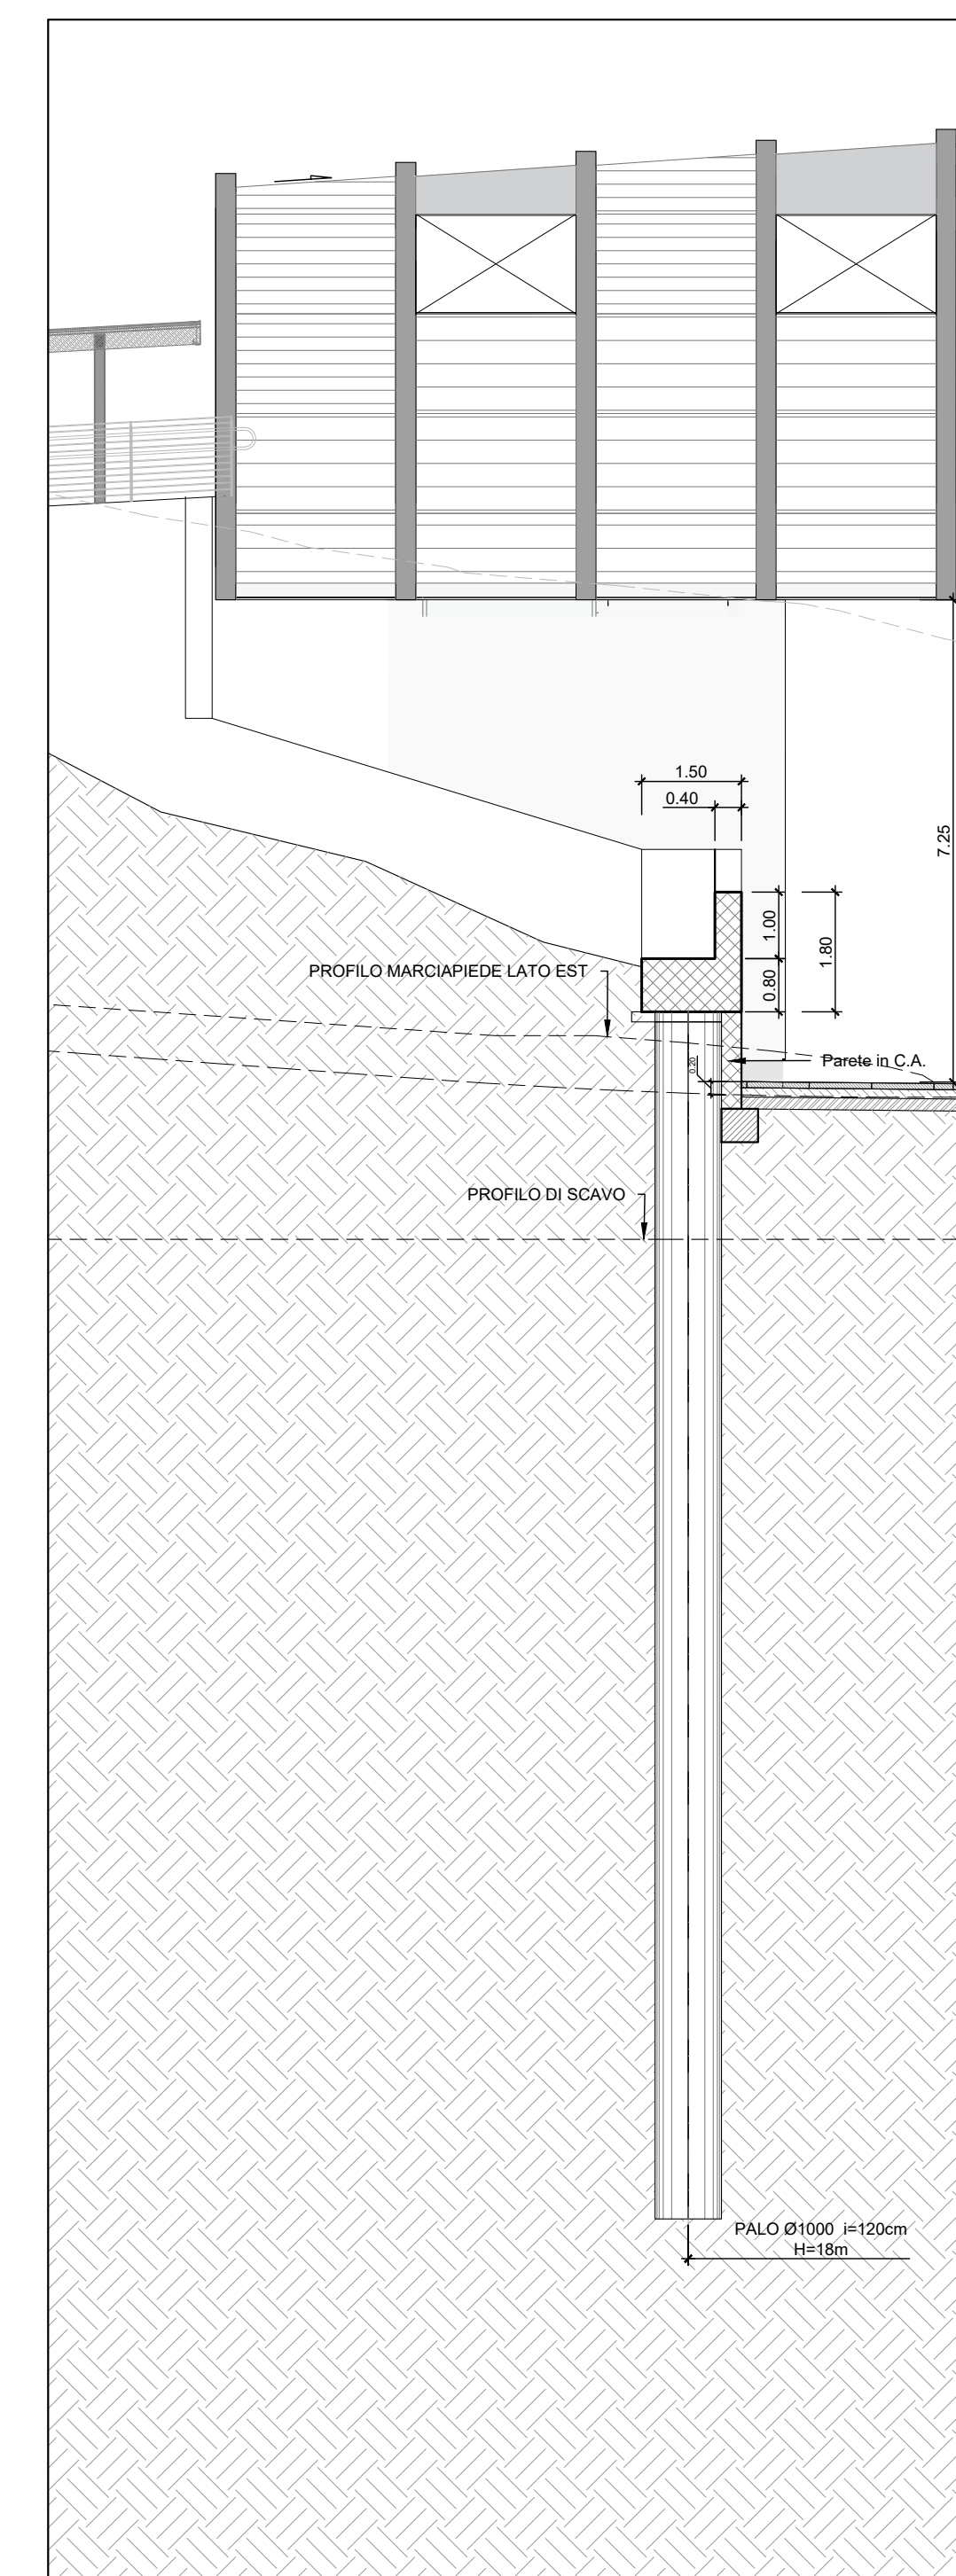 1.50
0.40
7.25
1.00
1.80
0.80
PROFILO MARCIAPIEDE LATO EST
0.20
Parete in C.A.
PROFILO DI SCAVO
PALO Ø1000 i=120cm
H=18m